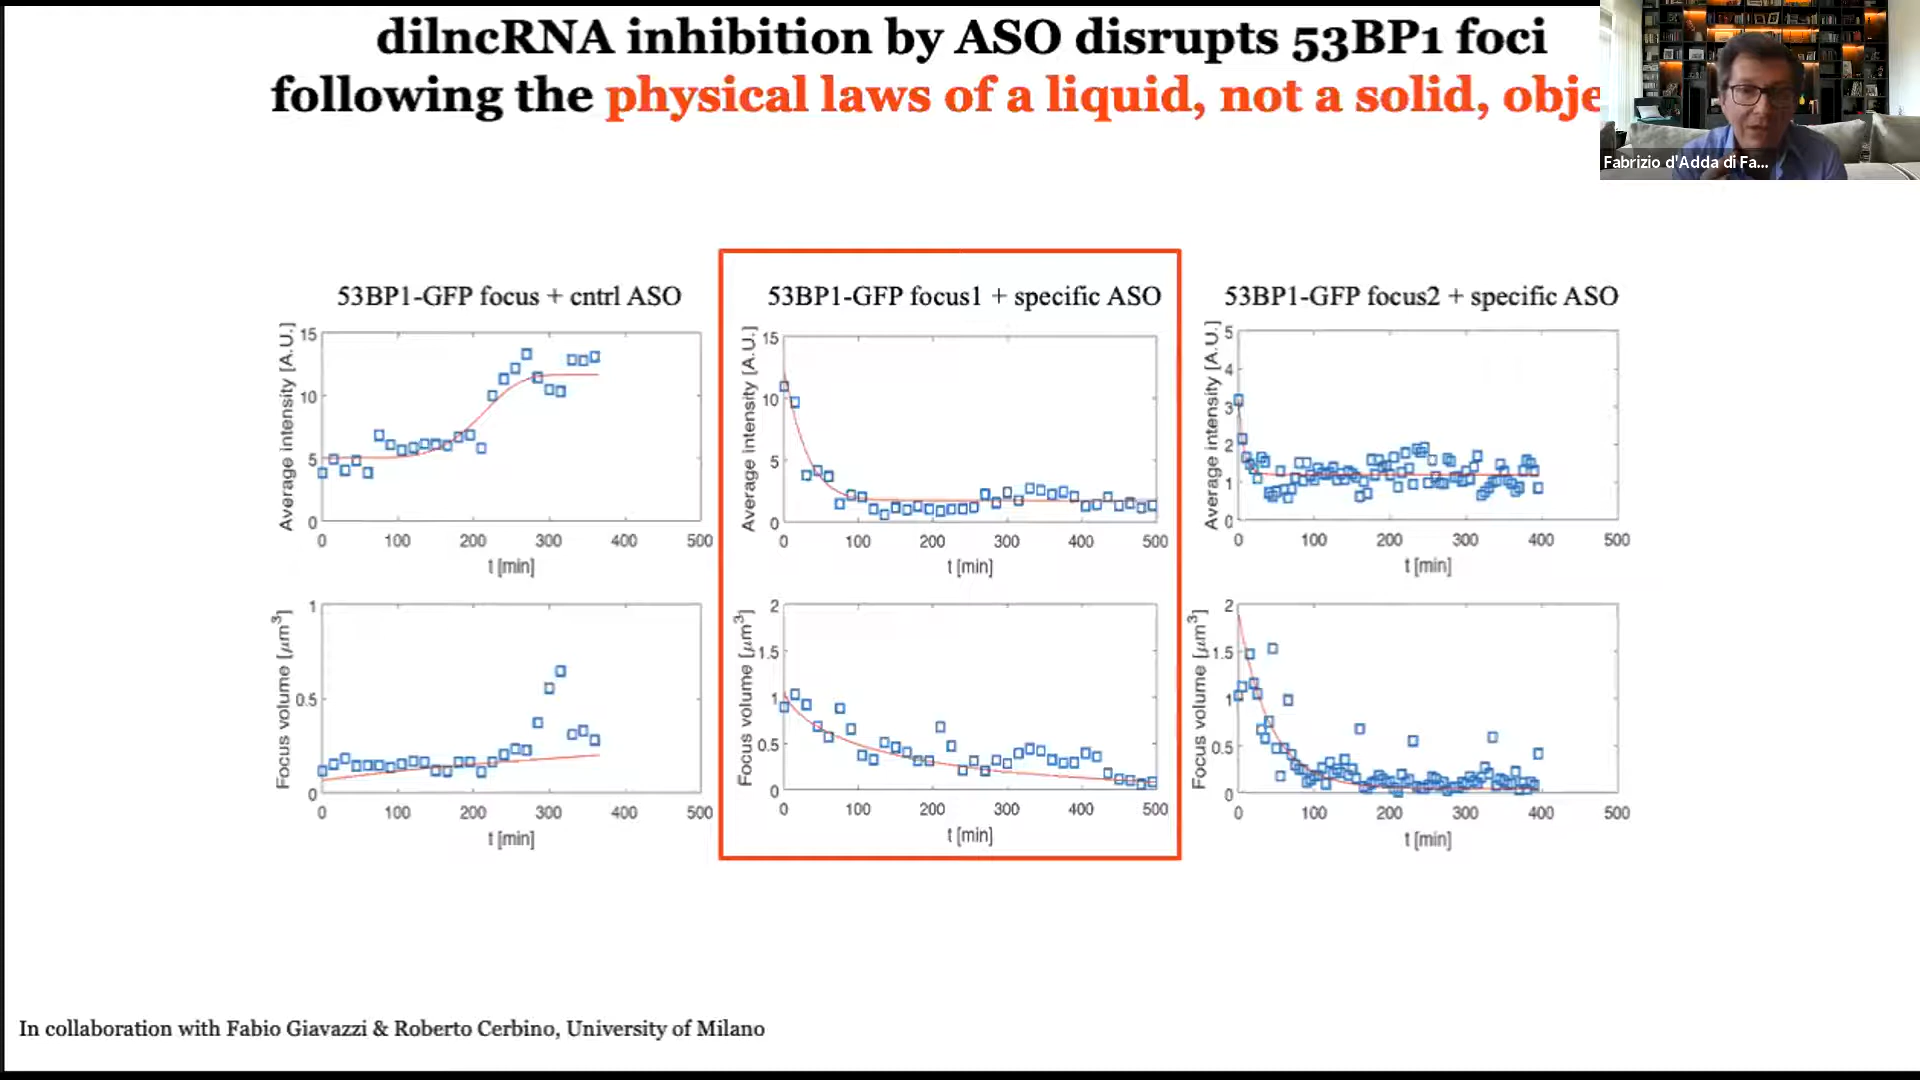 dilncRNA inhibition by ASO disrupts 53BP1 foci
following the physical laws of a liquid, not a solid, obje
Fabrizio d'Adda di Fa...
53BP1-GFP focus + cntrl ASO
53BP1-GFP focus1 + specific ASO
53BP1-GFP focus2 + specific ASO
Average intensity [A.U.]
15
10
5
0
0 100 200 300 400 500
t [min]
Average intensity [A.U.]
15
10
5
0
0 100 200 300 400 500
t [min]
Average intensity [A.U.]
5
4
3
2
1
0
0 100 200 300 400 500
t [min]
Focus volume [μm³]
1
0.5
0
0 100 200 300 400 500
t [min]
Focus volume [μm³]
2
1.5
1
0.5
0
0 100 200 300 400 500
t [min]
Focus volume [μm³]
2
1.5
1
0.5
0
0 100 200 300 400 500
t [min]
In collaboration with Fabio Giavazzi & Roberto Cerbino, University of Milano